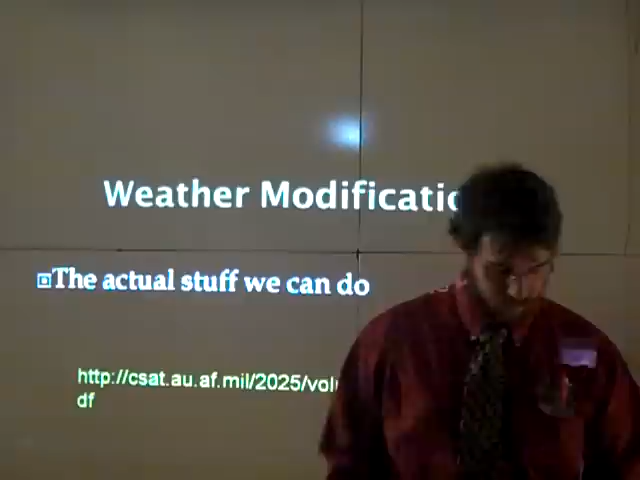 Weather Modificatio
The actual stuff we can do
http://csat.au.af.mil/2025/vol
df